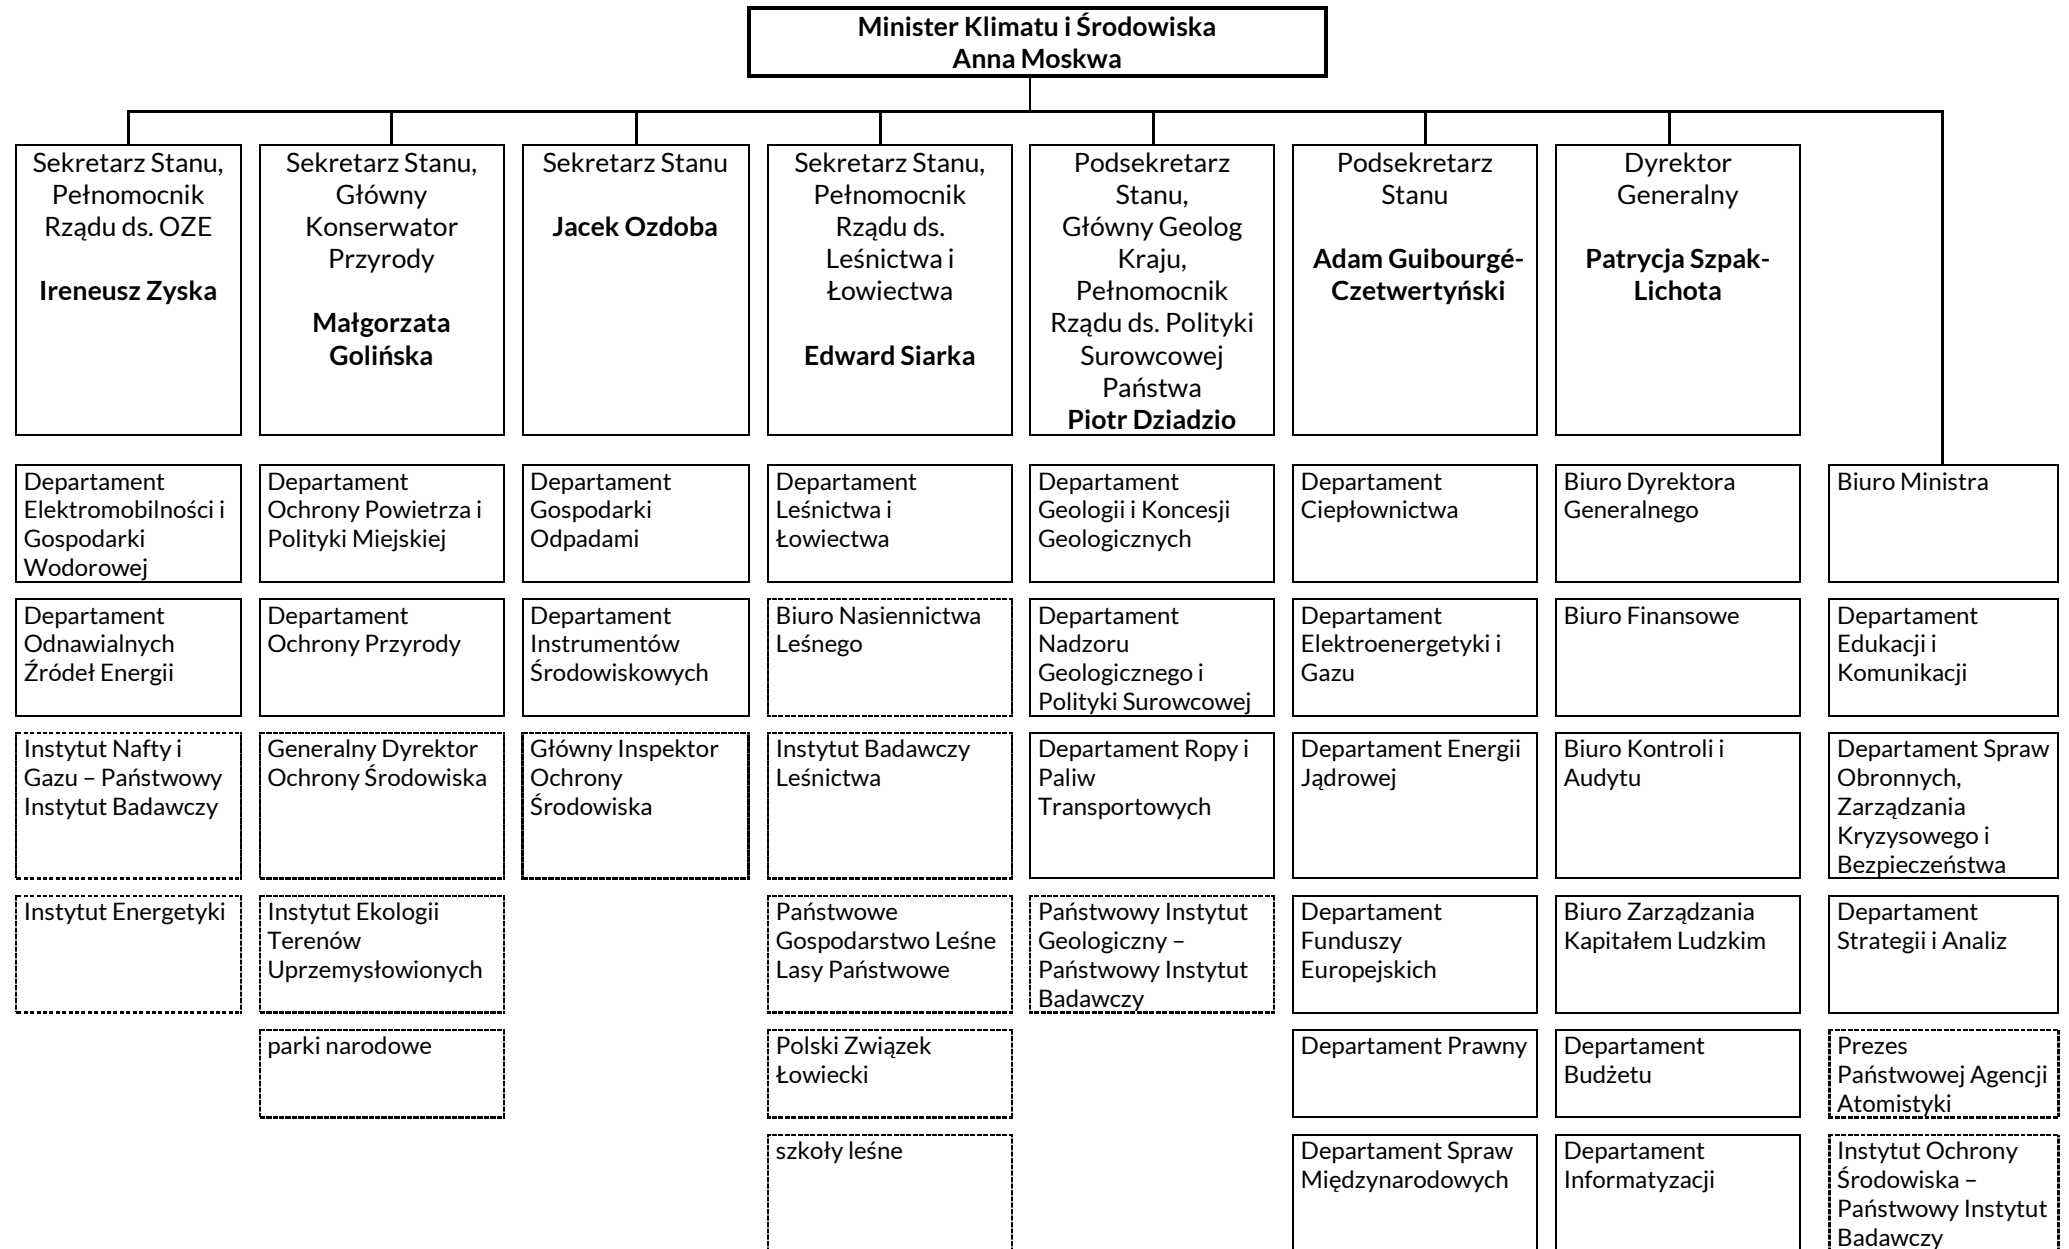 Minister Klimatu i Środowiska
Anna Moskwa
Sekretarz Stanu,
Pełnomocnik
Rządu ds. OZE
Ireneusz Zyska
Sekretarz Stanu,
Główny
Konserwator
Przyrody
Małgorzata
Golińska
Sekretarz Stanu
Jacek Ozdoba
Sekretarz Stanu,
Pełnomocnik
Rządu ds.
Leśnictwa i
Łowiectwa
Edward Siarka
Podsekretarz
Stanu,
Główny Geolog
Kraju,
Pełnomocnik
Rządu ds. Polityki
Surowcowej
Państwa
Piotr Dziadzio
Podsekretarz
Stanu
Adam Guibourgé-
Czetwertyński
Dyrektor
Generalny
Patrycja Szpak-
Lichota
Departament
Elektromobilności i
Gospodarki
Wodorowej
Departament
Ochrony Powietrza i
Polityki Miejskiej
Departament
Gospodarki
Odpadami
Departament
Leśnictwa i
Łowiectwa
Departament
Geologii i Koncesji
Geologicznych
Departament
Ciepłownictwa
Biuro Dyrektora
Generalnego
Biuro Ministra
Departament
Odnawialnych
Źródeł Energii
Departament
Ochrony Przyrody
Departament
Instrumentów
Środowiskowych
Biuro Nasiennictwa
Leśnego
Departament
Nadzoru
Geologicznego i
Polityki Surowcowej
Departament
Elektroenergetyki i
Gazu
Biuro Finansowe
Departament
Edukacji i
Komunikacji
Instytut Nafty i
Gazu – Państwowy
Instytut Badawczy
Generalny Dyrektor
Ochrony Środowiska
Główny Inspektor
Ochrony
Środowiska
Instytut Badawczy
Leśnictwa
Departament Ropy i
Paliw
Transportowych
Departament Energii
Jądrowej
Biuro Kontroli i
Audytu
Departament Spraw
Obronnych,
Zarządzania
Kryzysowego i
Bezpieczeństwa
Instytut Energetyki
Instytut Ekologii
Terenów
Uprzemysłowionych
Państwowe
Gospodarstwo Leśne
Lasy Państwowe
Państwowy Instytut
Geologiczny –
Państwowy Instytut
Badawczy
Departament
Funduszy
Europejskich
Biuro Zarządzania
Kapitałem Ludzkim
Departament
Strategii i Analiz
parki narodowe
Polski Związek
Łowiecki
Departament Prawny
Departament
Budżetu
Prezes
Państwowej Agencji
Atomistyki
szkoły leśne
Departament Spraw
Międzynarodowych
Departament
Informatyzacji
Instytut Ochrony
Środowiska –
Państwowy Instytut
Badawczy